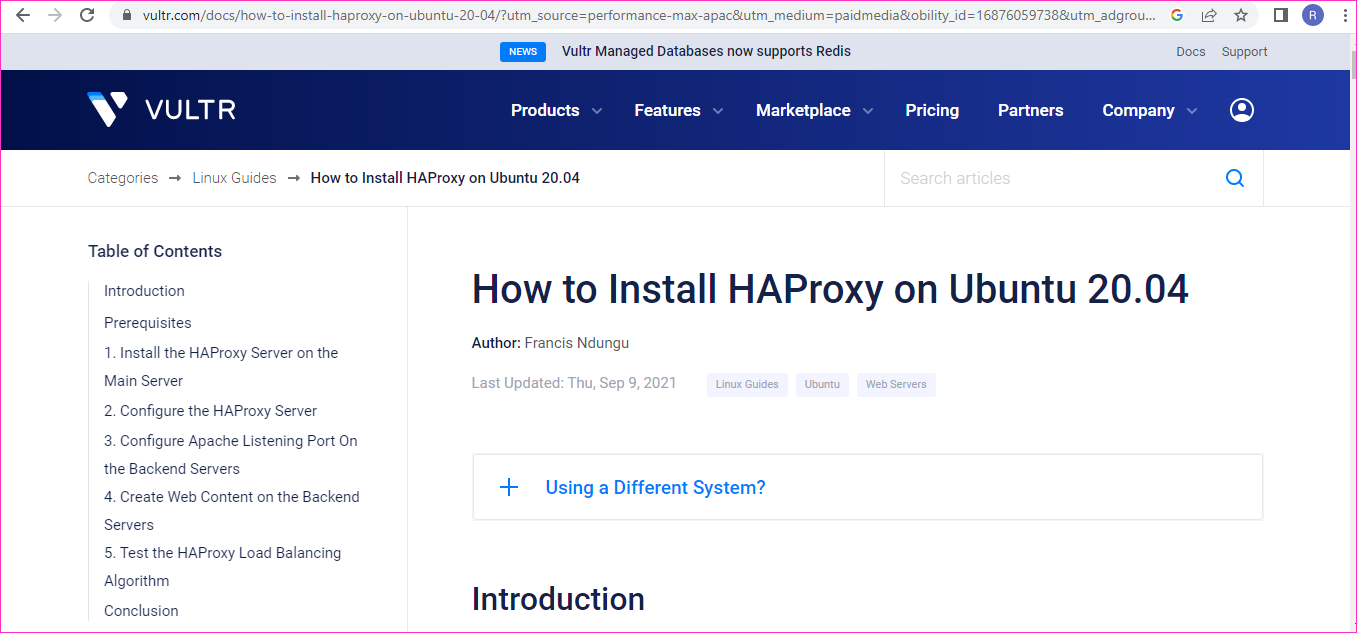 vultr.com/docs/how-to-install-haproxy-on-ubuntu-20-04/?utm_source=performance-max-apac&utm_medium=paidmedia&obility_id=16876059738&utm_adgrou...
R
NEWS Vultr Managed Databases now supports Redis Docs Support
VULTR Products Features Marketplace Pricing Partners Company
Categories → Linux Guides → How to Install HAProxy on Ubuntu 20.04 Search articles
Table of Contents
Introduction
Prerequisites
1. Install the HAProxy Server on the
Main Server
2. Configure the HAProxy Server
3. Configure Apache Listening Port On
the Backend Servers
4. Create Web Content on the Backend
Servers
5. Test the HAProxy Load Balancing
Algorithm
Conclusion
How to Install HAProxy on Ubuntu 20.04
Author: Francis Ndungu
Last Updated: Thu, Sep 9, 2021 Linux Guides Ubuntu Web Servers
+ Using a Different System?
Introduction